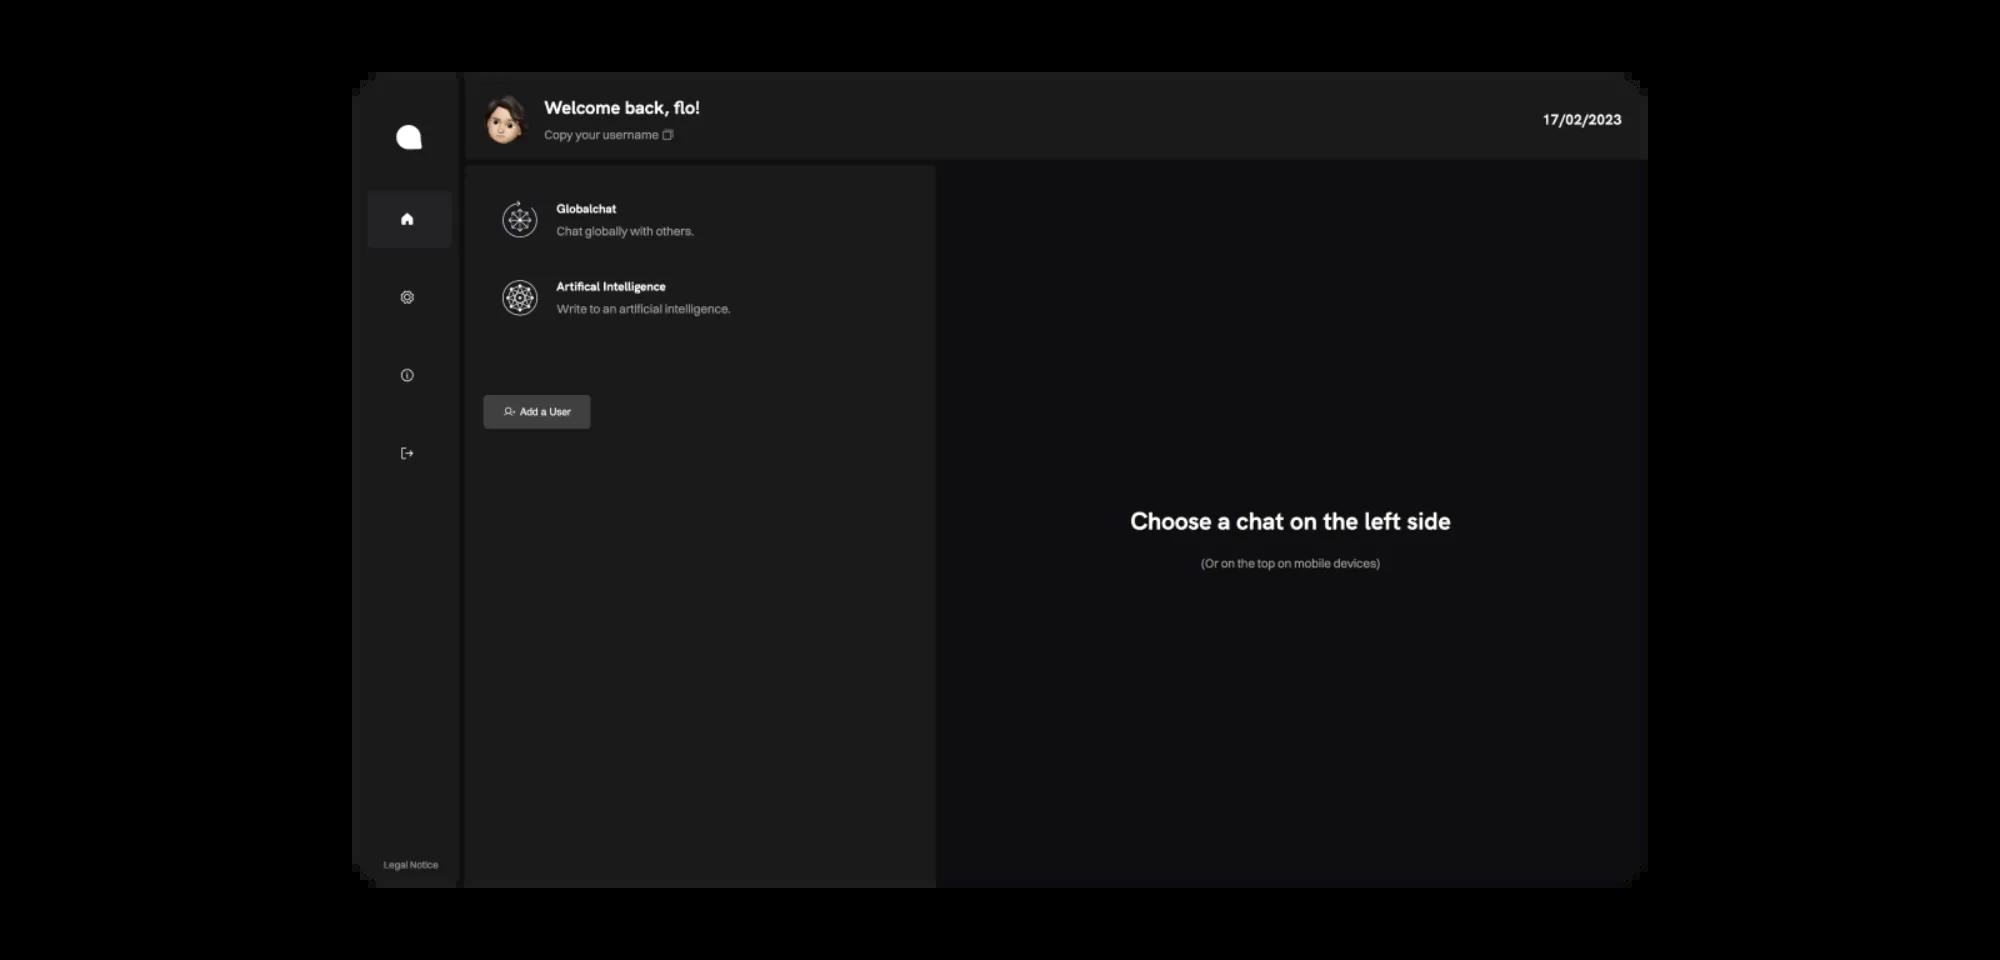 Welcome back, flo!
Copy your username
17/02/2023
Globalchat
Chat globally with others.
Artifical Intelligence
Write to an artificial intelligence.
Add a User
Choose a chat on the left side
(Or on the top on mobile devices)
Legal Notice